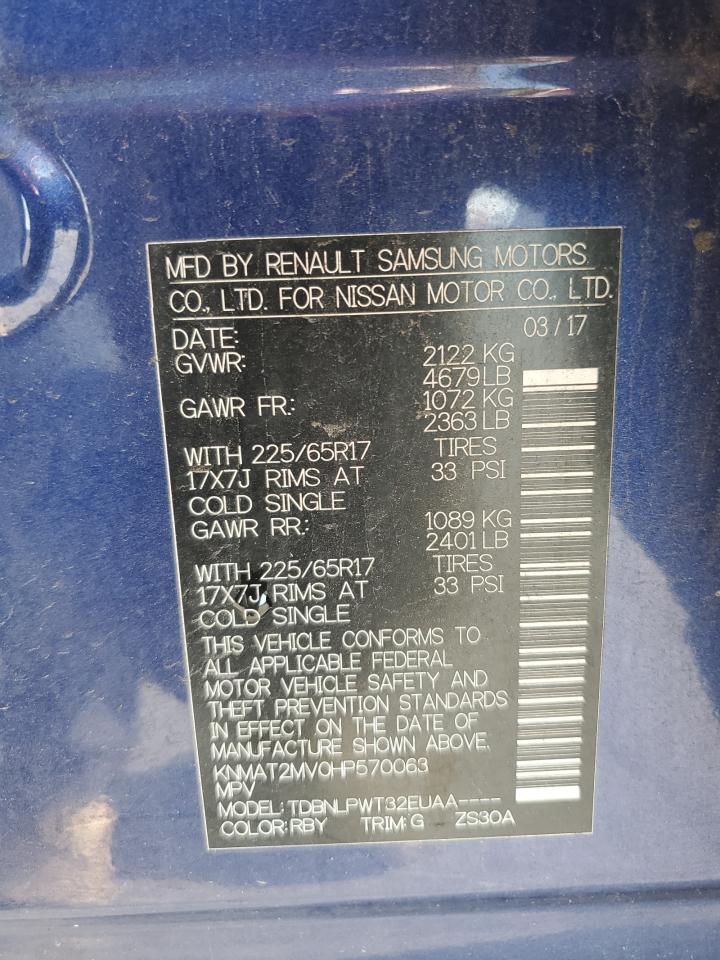 MFD BY RENAULT SAMSUNG MOTORS
CO., LTD. FOR NISSAN MOTOR CO., LTD.
DATE: 03/17
GVWR: 2122 KG
4679 LB
GAWR FR: 1072 KG
2363 LB
WITH 225/65R17 TIRES
17X7J RIMS AT 33 PSI
COLD SINGLE
GAWR RR: 1089 KG
2401 LB
WITH 225/65R17 TIRES
17X7J RIMS AT 33 PSI
COLD SINGLE
THIS VEHICLE CONFORMS TO
ALL APPLICABLE FEDERAL
MOTOR VEHICLE SAFETY AND
THEFT PREVENTION STANDARDS
IN EFFECT ON THE DATE OF
MANUFACTURE SHOWN ABOVE.
KNMAT2MV0HP570063
MPV
MODEL: TDBNLPWT32EUAA----
COLOR: RBY TRIM: G ZS30A